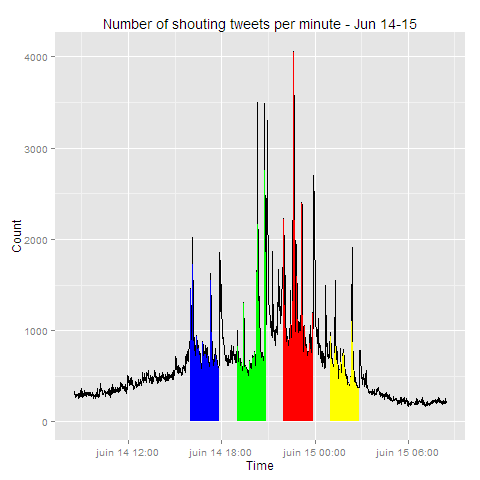 Number of shouting tweets per minute - Jun 14-15
4000
3000
2000
1000
0
Count
juin 14 12:00 juin 14 18:00 juin 15 00:00 juin 15 06:00
Time